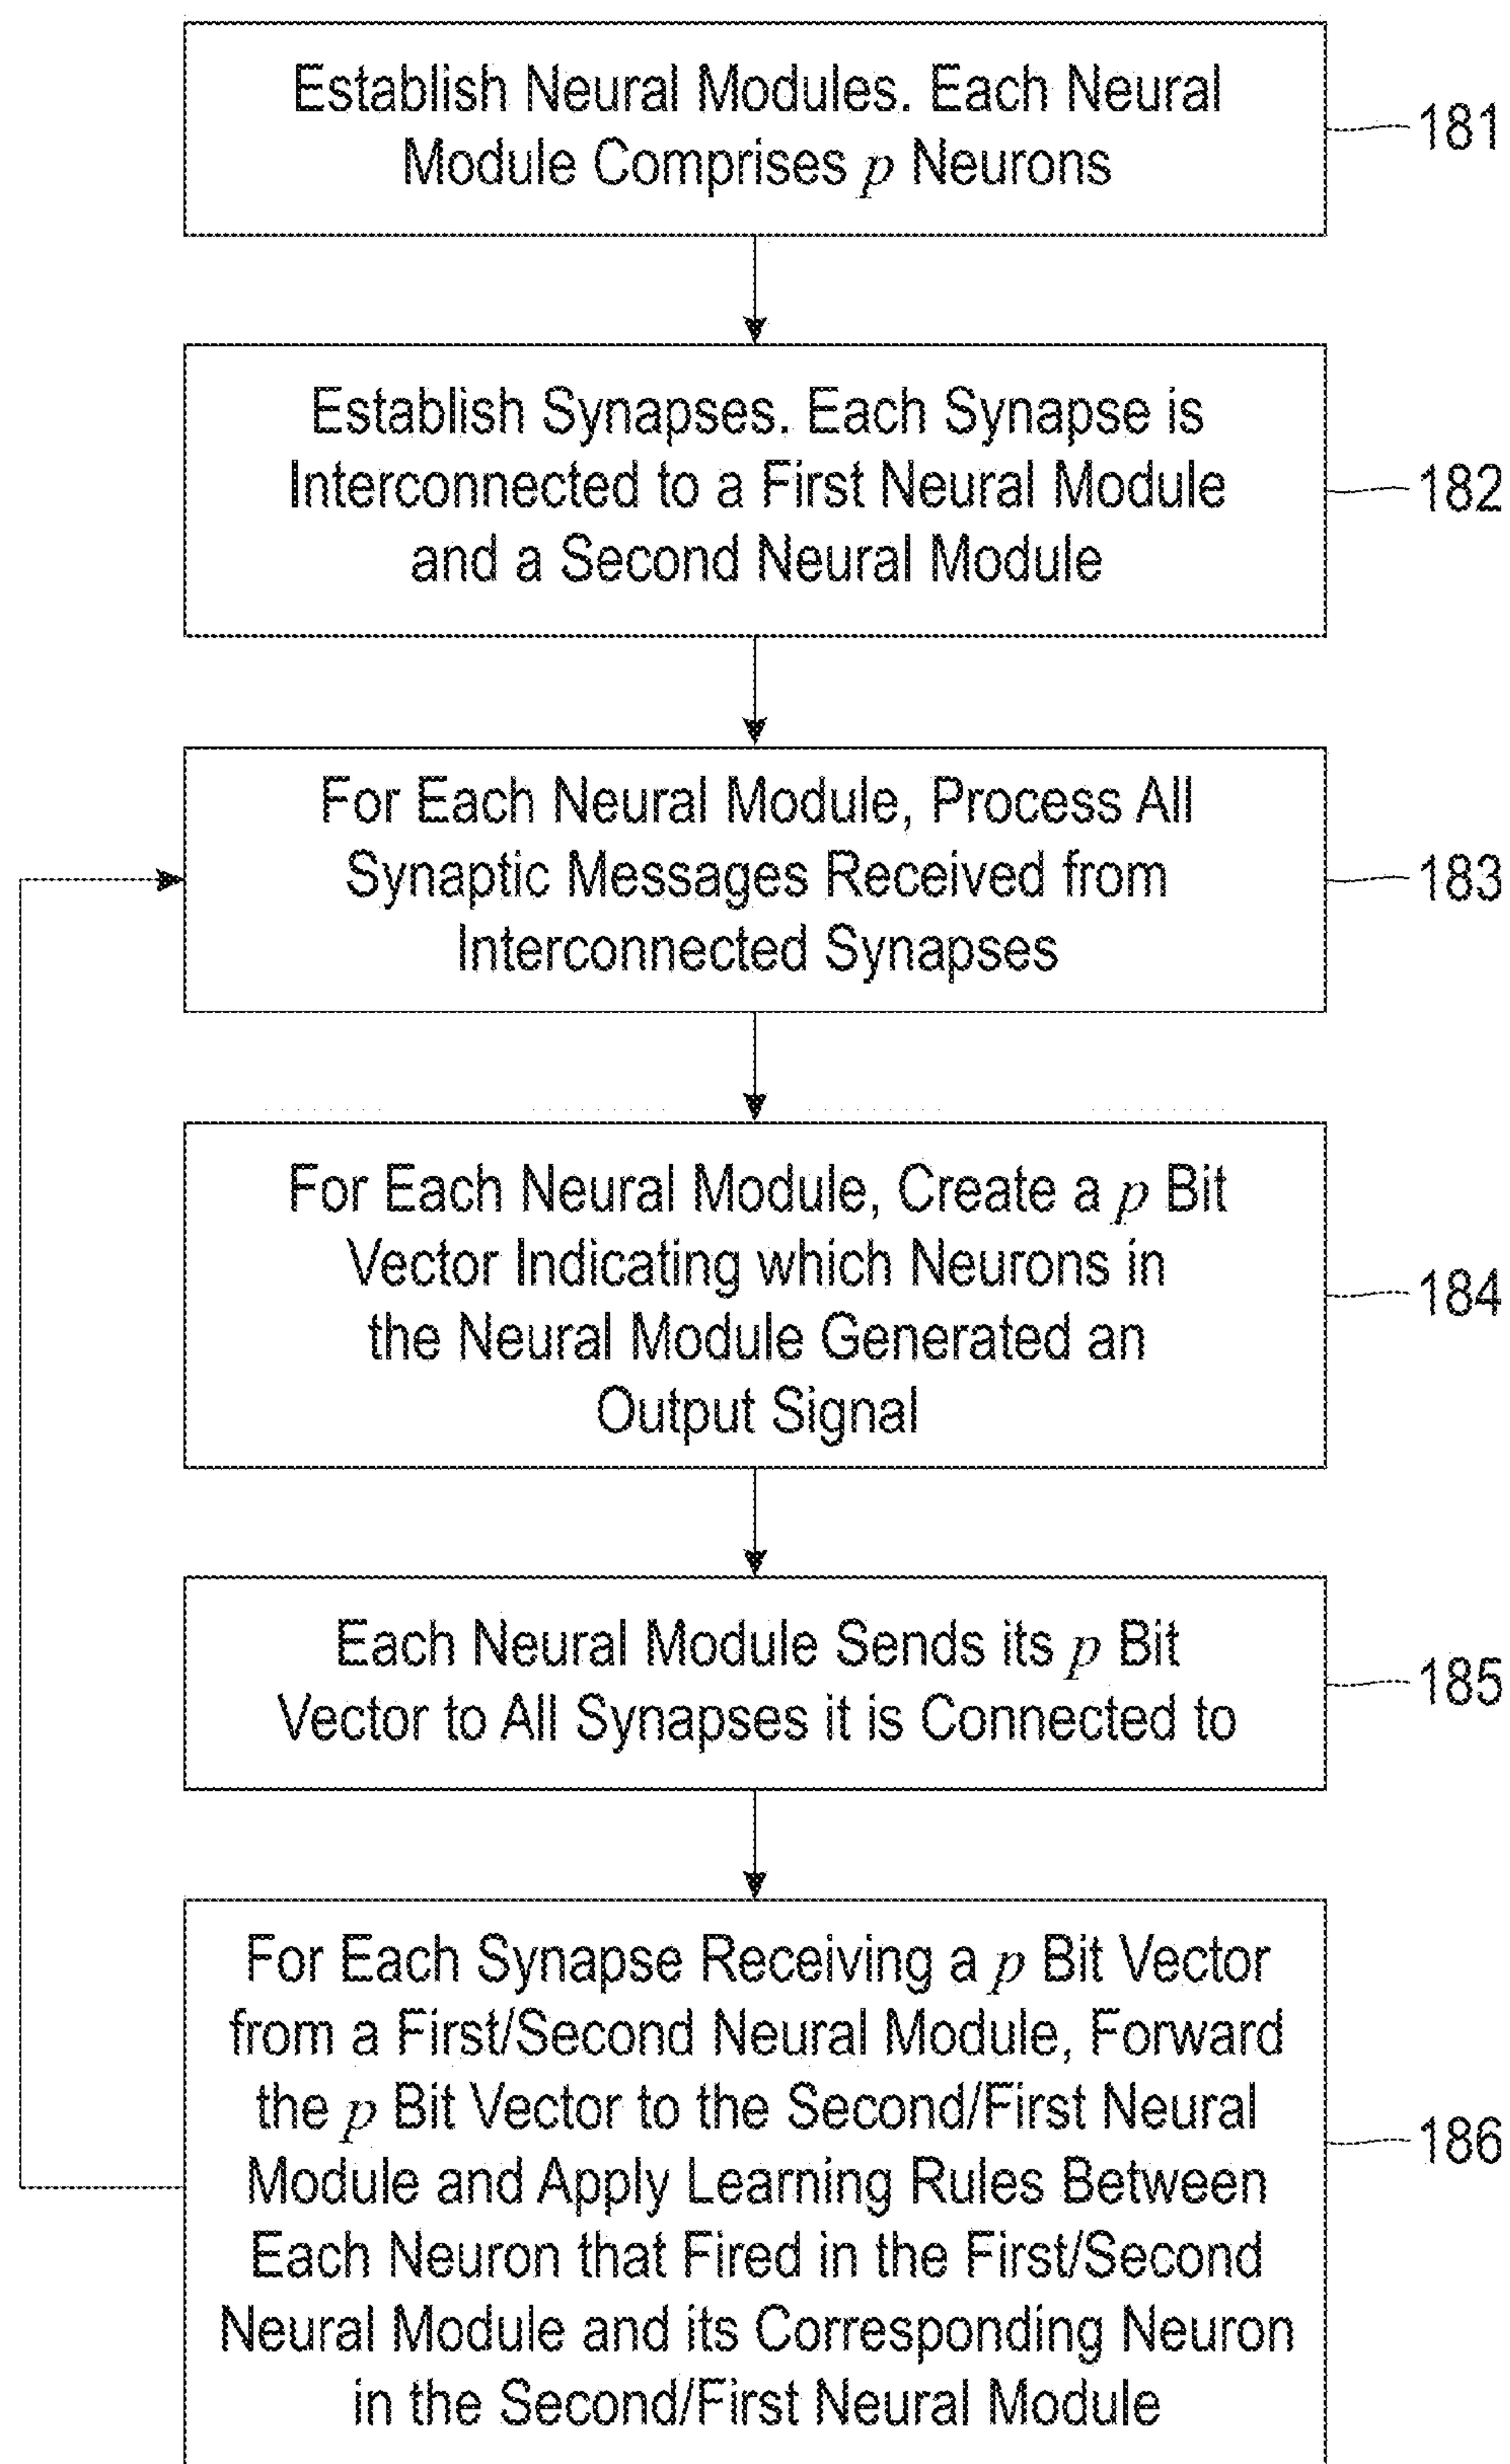 Establish Neural Modules. Each Neural
Module Comprises p Neurons
181
Establish Synapses. Each Synapse is
Interconnected to a First Neural Module
and a Second Neural Module
182
For Each Neural Module, Process All
Synaptic Messages Received from
Interconnected Synapses
183
For Each Neural Module, Create a p Bit
Vector Indicating which Neurons in
the Neural Module Generated an
Output Signal
184
Each Neural Module Sends its p Bit
Vector to All Synapses it is Connected to
185
For Each Synapse Receiving a p Bit Vector
from a First/Second Neural Module, Forward
the p Bit Vector to the Second/First Neural
Module and Apply Learning Rules Between
Each Neuron that Fired in the First/Second
Neural Module and its Corresponding Neuron
in the Second/First Neural Module
186